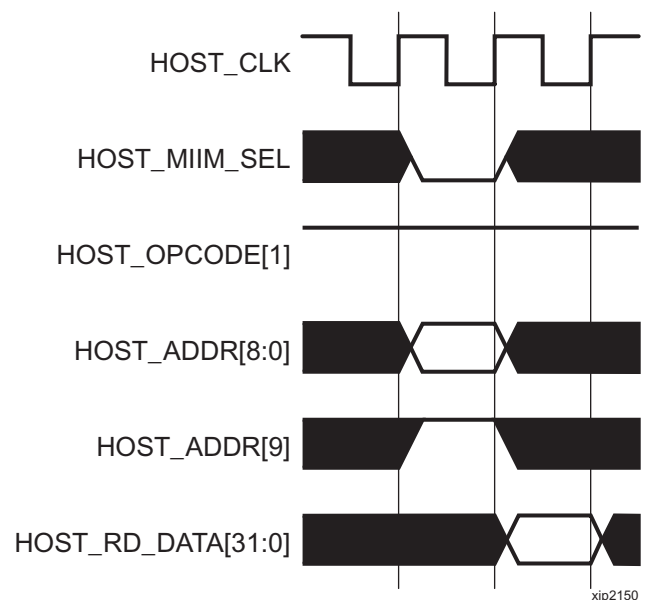 HOST_CLK
HOST_MIIM_SEL
HOST_OPCODE[1]
HOST_ADDR[8:0]
HOST_ADDR[9]
HOST_RD_DATA[31:0]
xip2150